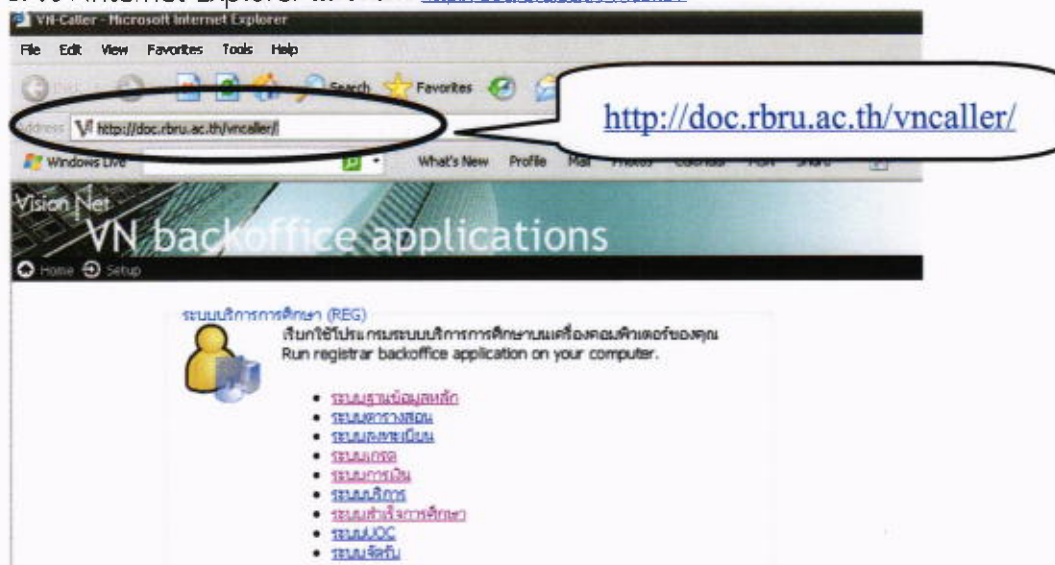 Internet Explorer
VN-Caller - Microsoft Internet Explorer
File Edit View Favorites Tools Help
Search Favorites
Address http://doc.rbru.ac.th/vncaller/
http://doc.rbru.ac.th/vncaller/
Windows Live What's New Profile Mail Photos Calendar
Vision Net
VN backoffice applications
Home Setup
ระบบบริการการศึกษา (REG)
เรียกใช้โปรแกรมระบบบริการการศึกษาบนเครื่องคอมพิวเตอร์ของคุณ
Run registrar backoffice application on your computer.
• ระบบฐานข้อมูลหลัก
• ระบบตารางสอน
• ระบบลงทะเบียน
• ระบบเกรด
• ระบบการเงิน
• ระบบบริการ
• ระบบสำเร็จการศึกษา
• ระบบUOC
• ระบบจัดรับ